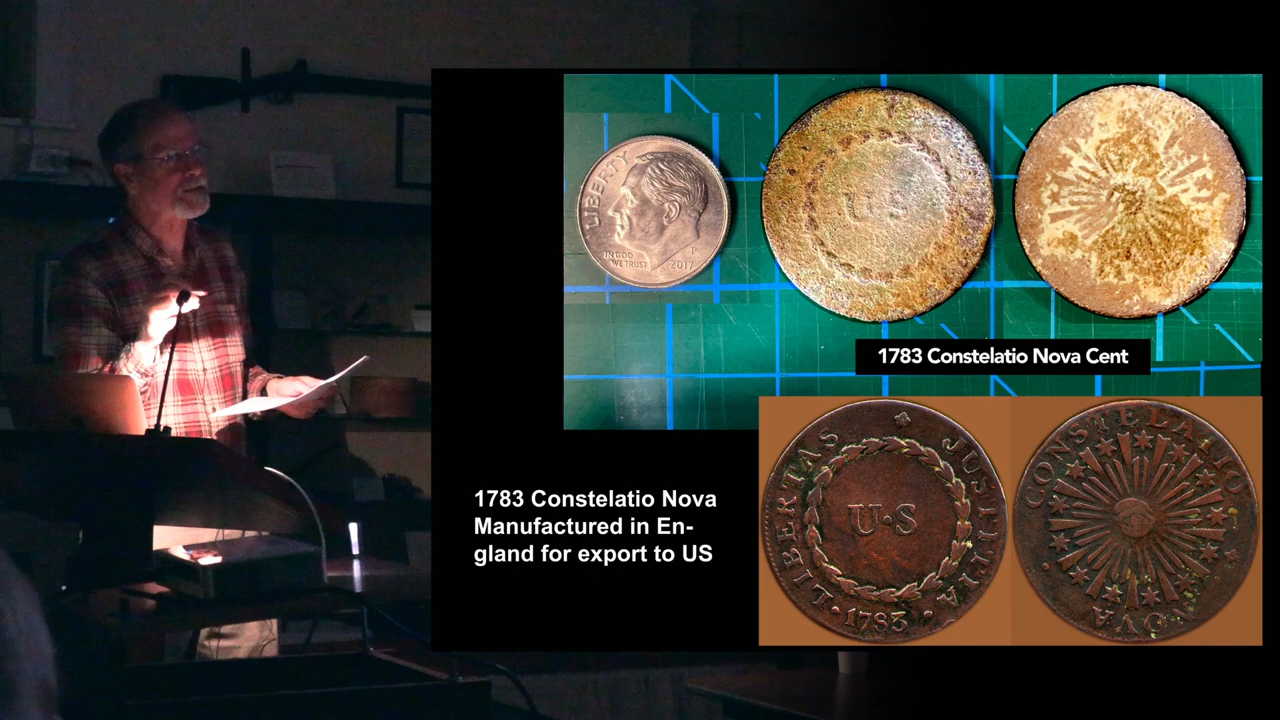 LIBERTY
IN GOD
WE TRUST
P
2017
U S
1783 Constelatio Nova Cent
1783 Constelatio Nova
Manufactured in En-
gland for export to US
LIBERTAS JUSTITIA
U·S
1783
CONSTELATIO
NOVA